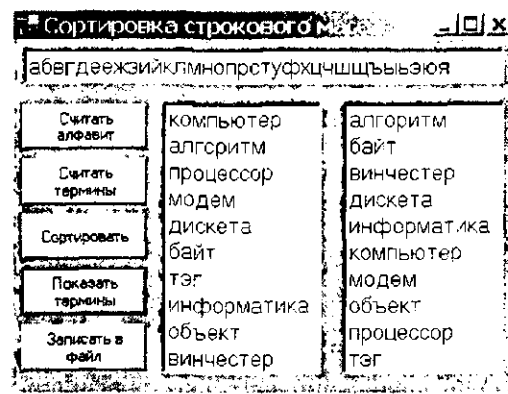 Сортировка строкового
абвгдеежзийклмнопрстуфхцчшщъыьэюя
Считать
алфавит
Считать
термины
Сортировать
Показать
термины
Записать в
файл
компьютер
алгоритм
процессор
модем
дискета
байт
тэг
информатика
объект
винчестер
алгоритм
байт
винчестер
дискета
информатика
компьютер
модем
объект
процессор
тэг